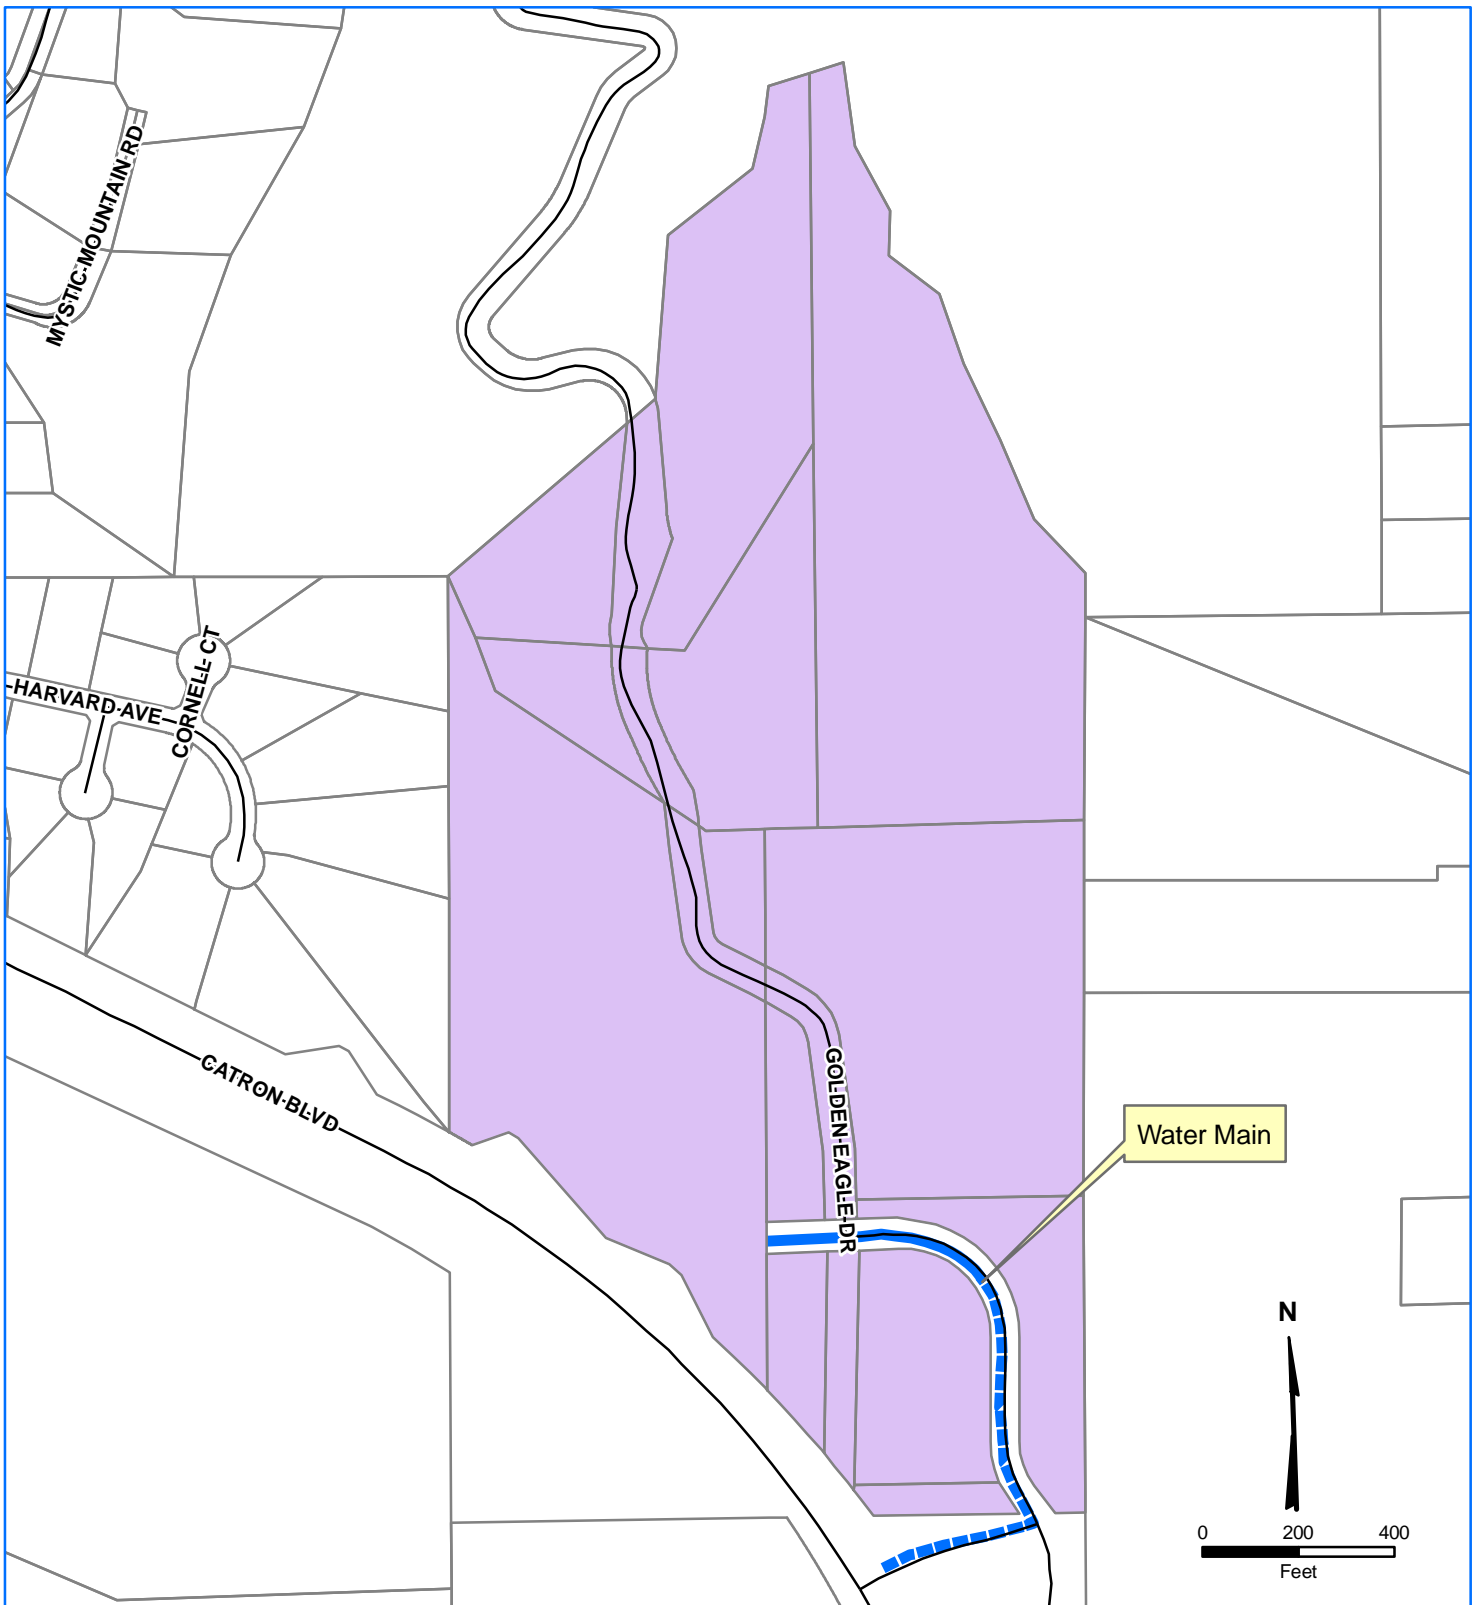 MYSTIC MOUNTAIN RD
CORNELL CT
HARVARD AVE
CATRON BLVD
GOLDEN EAGLE DR
Water Main
N
0 200 400
Feet